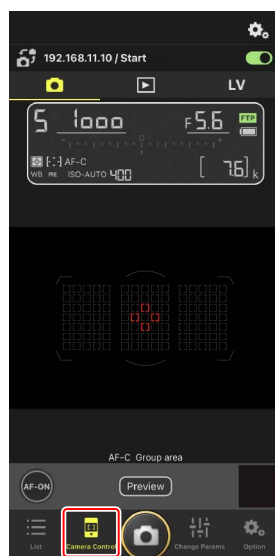 192.168.11.10 / Start
LV
S 1000 F5.6 FTP
AF-C
WB PRE ISO-AUTO 400 [ 7.6] k
AF-C Group area
AF-ON Preview
List Camera Control Change Params Option